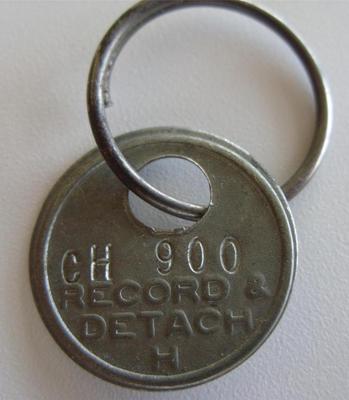 CH 900
RECORD &
DETACH
H